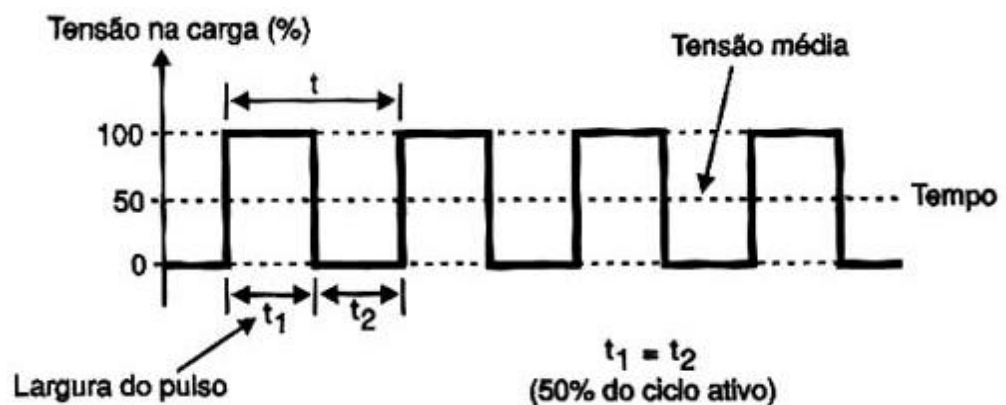 Tensão na carga (%)
Tensão média
t
100
50
Tempo
0
t1
t2
Largura do pulso
t1 = t2
(50% do ciclo ativo)